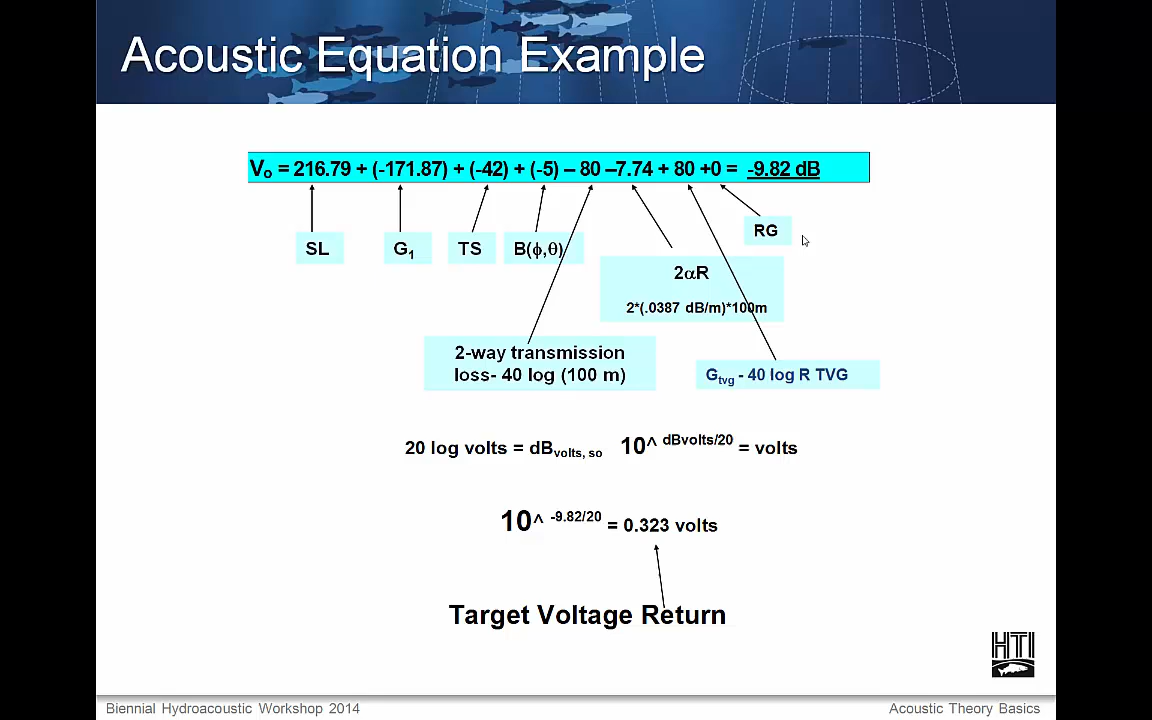 Acoustic Equation Example
Vo = 216.79 + (-171.87) + (-42) + (-5) – 80 –7.74 + 80 +0 = -9.82 dB
RG
SL
G1
TS
B(ϕ,θ)
2αR
2*(.0387 dB/m)*100m
2-way transmission
loss- 40 log (100 m)
Gtvg - 40 log R TVG
20 log volts = dBvolts, so 10^ dBvolts/20 = volts
10^ -9.82/20 = 0.323 volts
Target Voltage Return
HTI
Biennial Hydroacoustic Workshop 2014
Acoustic Theory Basics